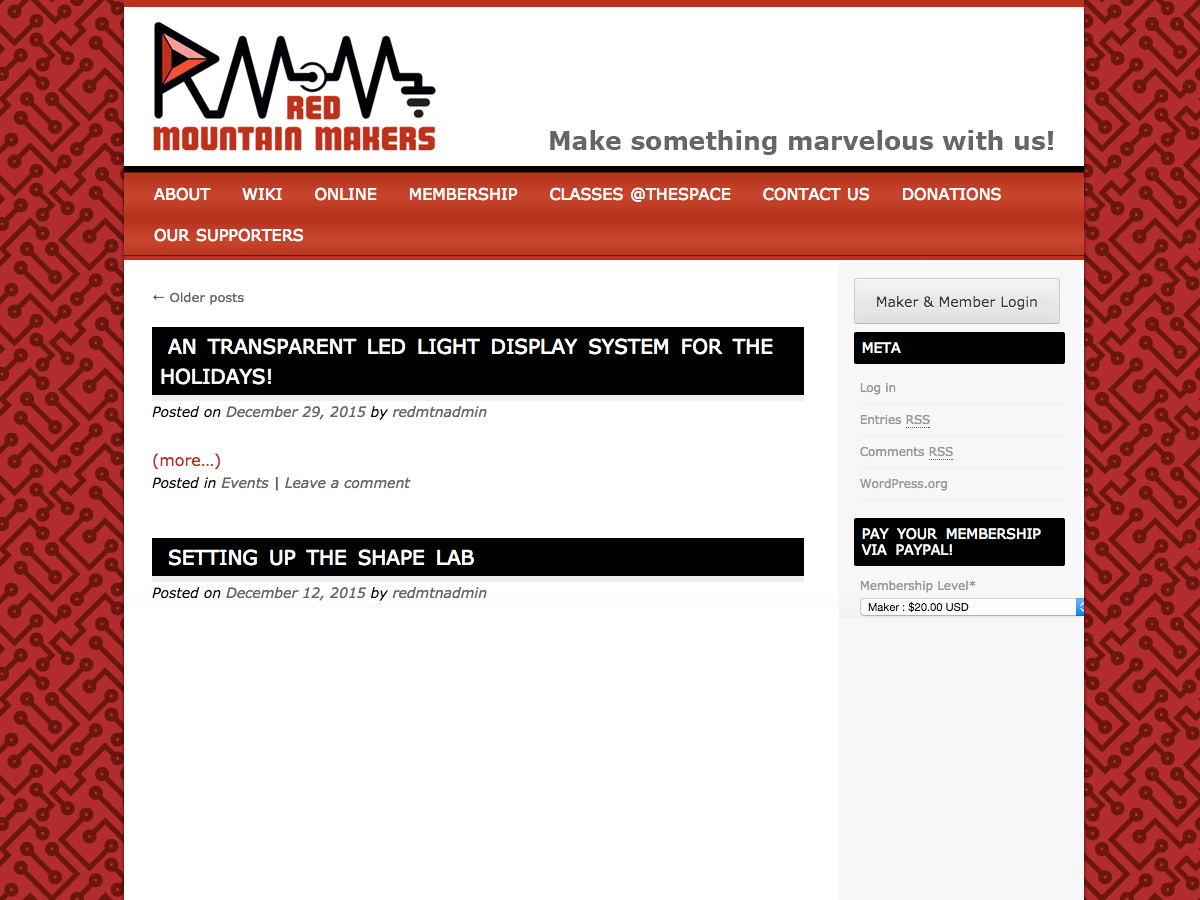 RED
MOUNTAIN MAKERS
Make something marvelous with us!
ABOUT WIKI ONLINE MEMBERSHIP CLASSES @THESPACE CONTACT US DONATIONS
OUR SUPPORTERS
← Older posts
AN TRANSPARENT LED LIGHT DISPLAY SYSTEM FOR THE
HOLIDAYS!
Posted on December 29, 2015 by redmtnadmin
(more...)
Posted in Events | Leave a comment
SETTING UP THE SHAPE LAB
Posted on December 12, 2015 by redmtnadmin
Maker & Member Login
META
Log in
Entries RSS
Comments RSS
WordPress.org
PAY YOUR MEMBERSHIP
VIA PAYPAL!
Membership Level*
Maker : $20.00 USD